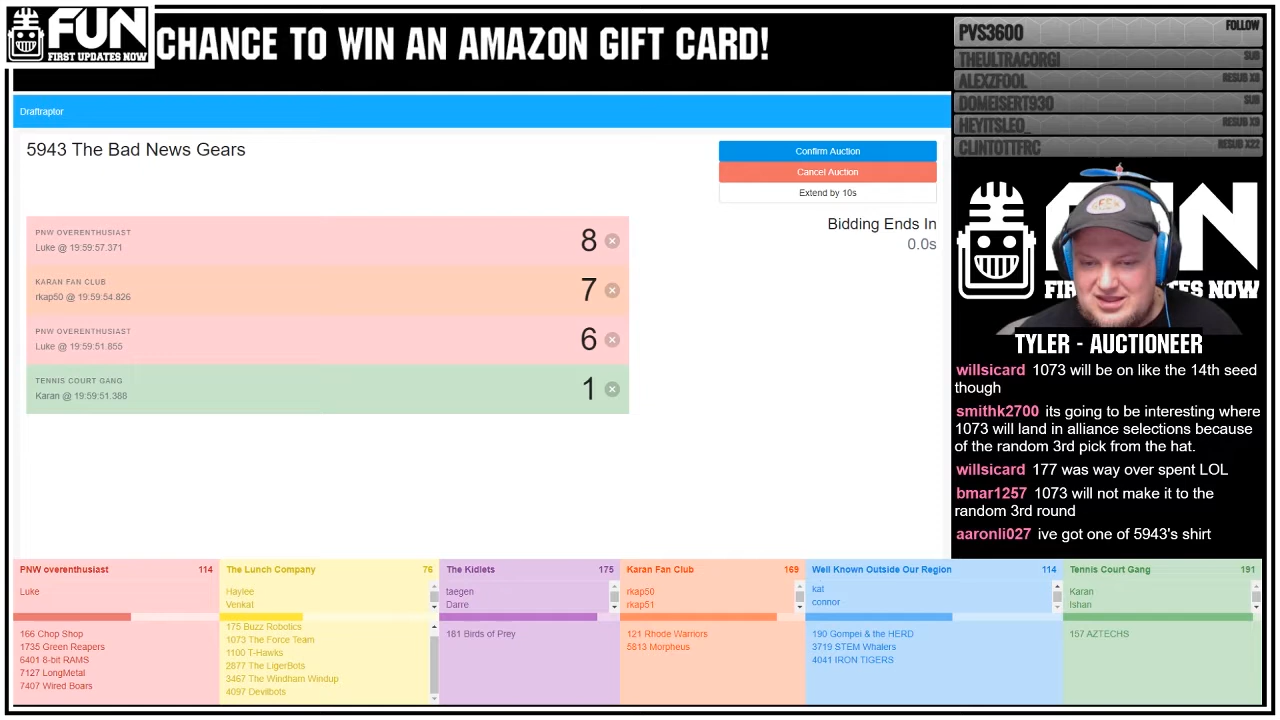 FUN
FIRST UPDATES NOW
CHANCE TO WIN AN AMAZON GIFT CARD!
PVS3600 FOLLOW
THEULTRACORGI SUB
ALEXZFOOL RESUB X8
DOMEISERT930 SUB
HEYITSLEO_ RESUB X9
CLINTOTTFRC RESUB X22
Draftraptor
5943 The Bad News Gears
Confirm Auction
Cancel Auction
Extend by 10s
Bidding Ends In
0.0s
PNW OVERENTHUSIAST
Luke @ 19:59:57.371
8
KARAN FAN CLUB
rkap50 @ 19:59:54.826
7
PNW OVERENTHUSIAST
Luke @ 19:59:51.855
6
TENNIS COURT GANG
Karan @ 19:59:51.388
1
TYLER - AUCTIONEER
willsicard 1073 will be on like the 14th seed
though
smithk2700 its going to be interesting where
1073 will land in alliance selections because
of the random 3rd pick from the hat.
willsicard 177 was way over spent LOL
bmar1257 1073 will not make it to the
random 3rd round
aaronli027 ive got one of 5943's shirt
PNW overenthusiast 114
Luke
166 Chop Shop
1735 Green Reapers
6401 8-bit RAMS
7127 LongMetal
7407 Wired Boars
The Lunch Company 76
Haylee
Venkat
175 Buzz Robotics
1073 The Force Team
1100 T-Hawks
2877 The LigerBots
3467 The Windham Windup
4097 Devilbots
The Kidlets 175
taegen
Darre
181 Birds of Prey
Karan Fan Club 169
rkap50
rkap51
121 Rhode Warriors
5813 Morpheus
Well Known Outside Our Region 114
kat
connor
190 Gompei & the HERD
3719 STEM Whalers
4041 IRON TIGERS
Tennis Court Gang 191
Karan
Ishan
157 AZTECHS